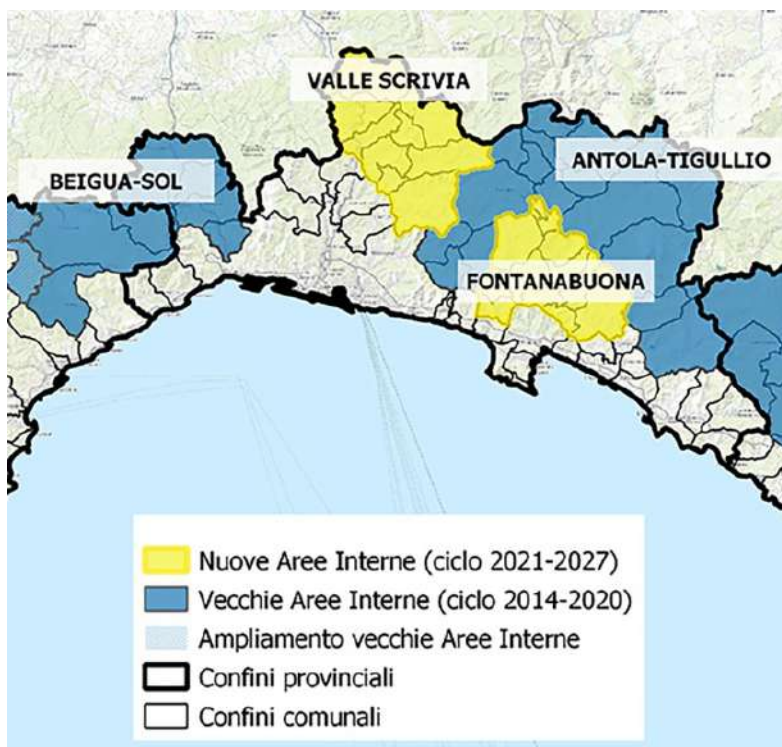 VALLE SCRIVIA
ANTOLA-TIGULLIO
BEIGUA-SOL
FONTANABUONA
Nuove Aree Interne (ciclo 2021-2027)
Vecchie Aree Interne (ciclo 2014-2020)
Ampliamento vecchie Aree Interne
Confini provinciali
Confini comunali